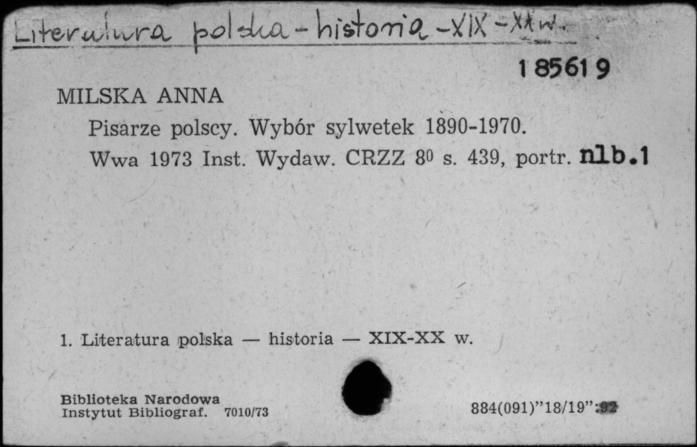 Literatura polska - historia - XIX - XX w.
185619
MILSKA ANNA
Pisarze polscy. Wybór sylwetek 1890-1970.
Wwa 1973 Inst. Wydaw. CRZZ 8⁰ s. 439, portr. nlb.1
1. Literatura polska — historia — XIX-XX w.
Biblioteka Narodowa
Instytut Bibliograf. 7010/73
884(091)"18/19":92